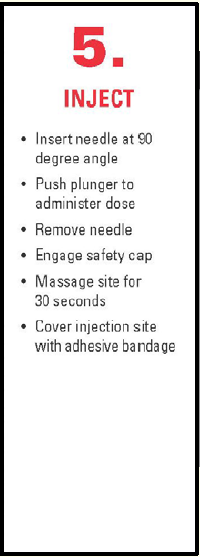 5.
INJECT
• Insert needle at 90
degree angle
• Push plunger to
administer dose
• Remove needle
• Engage safety cap
• Massage site for
30 seconds
• Cover injection site
with adhesive bandage